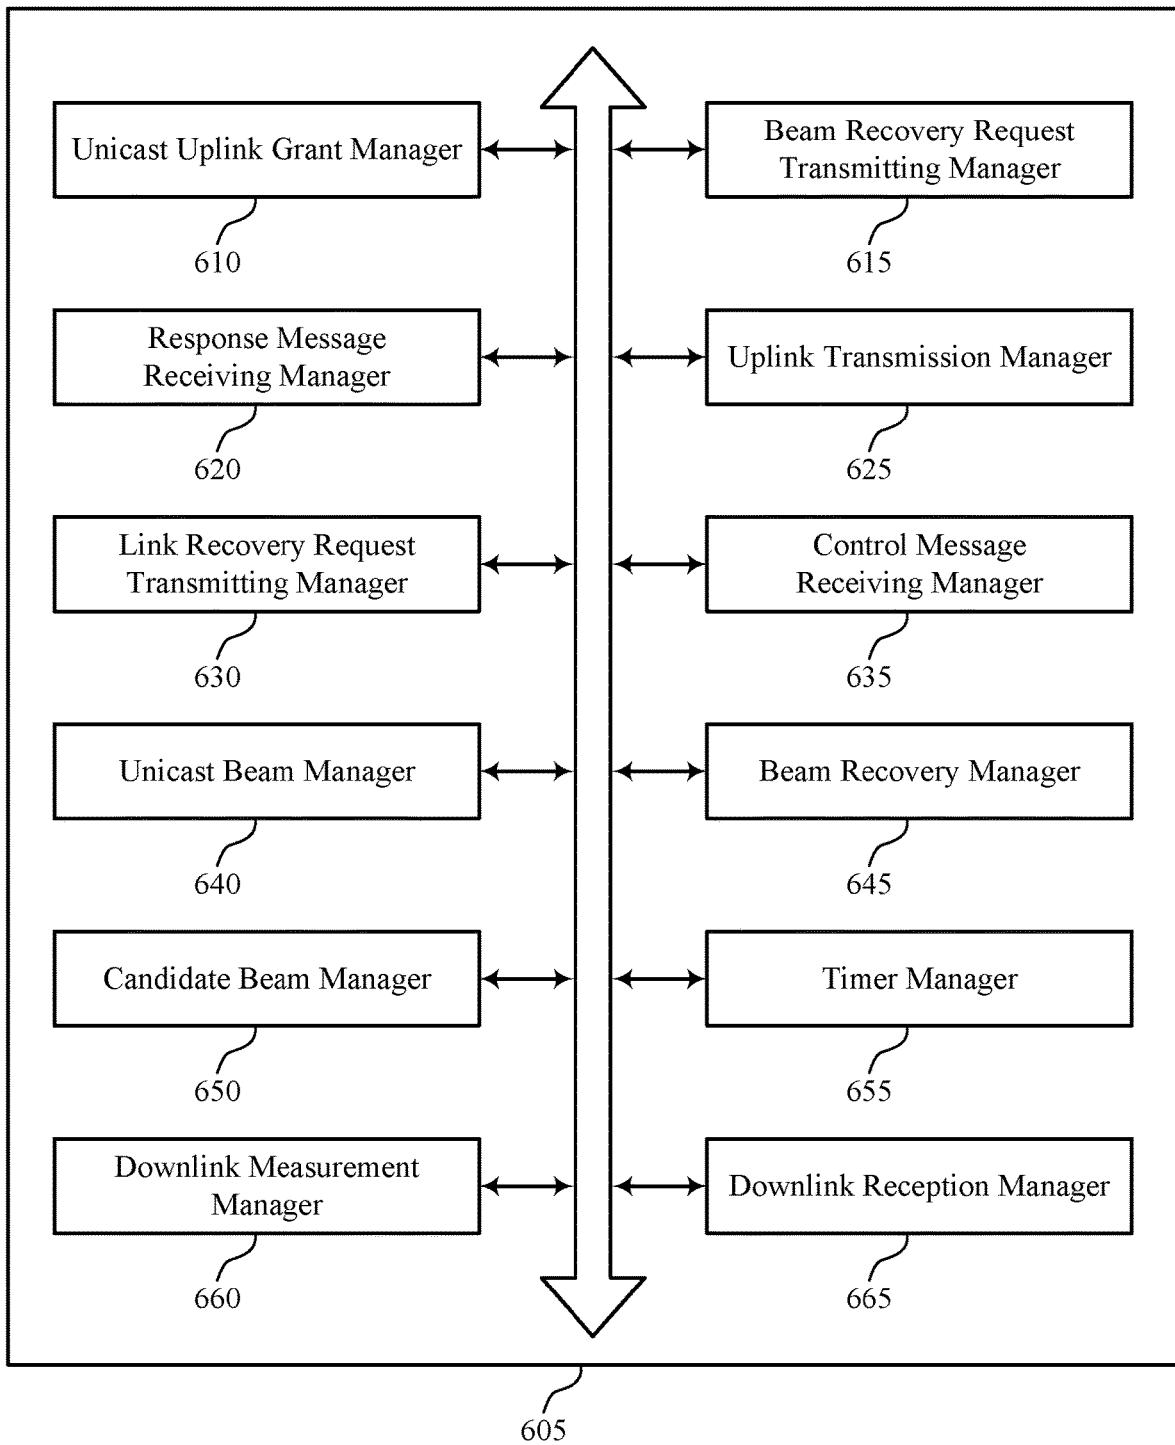 Unicast Uplink Grant Manager
610
Beam Recovery Request
Transmitting Manager
615
Response Message
Receiving Manager
620
Uplink Transmission Manager
625
Link Recovery Request
Transmitting Manager
630
Control Message
Receiving Manager
635
Unicast Beam Manager
640
Beam Recovery Manager
645
Candidate Beam Manager
650
Timer Manager
655
Downlink Measurement
Manager
660
Downlink Reception Manager
665
605